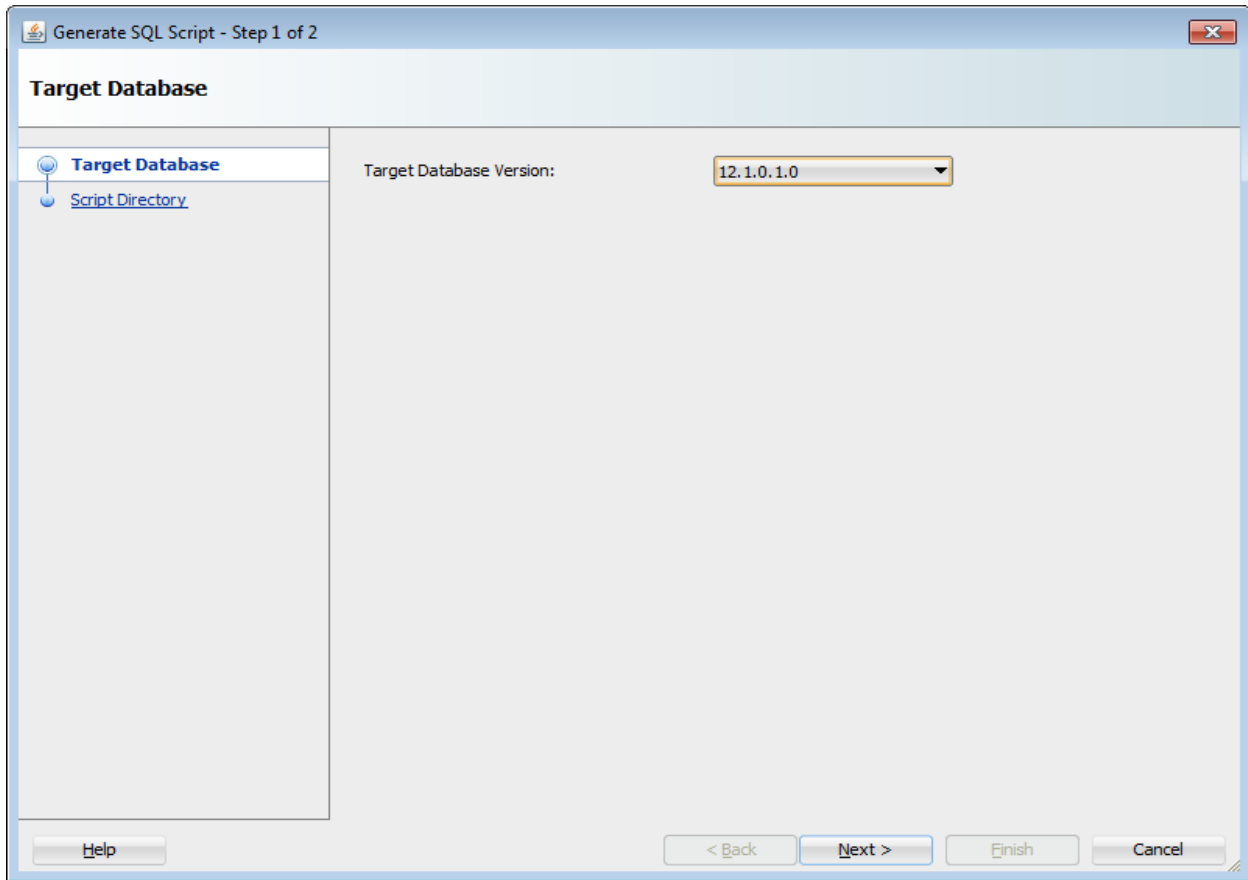 Generate SQL Script - Step 1 of 2
Target Database
Target Database
Script Directory
Target Database Version:
12.1.0.1.0
Help
< Back
Next >
Finish
Cancel